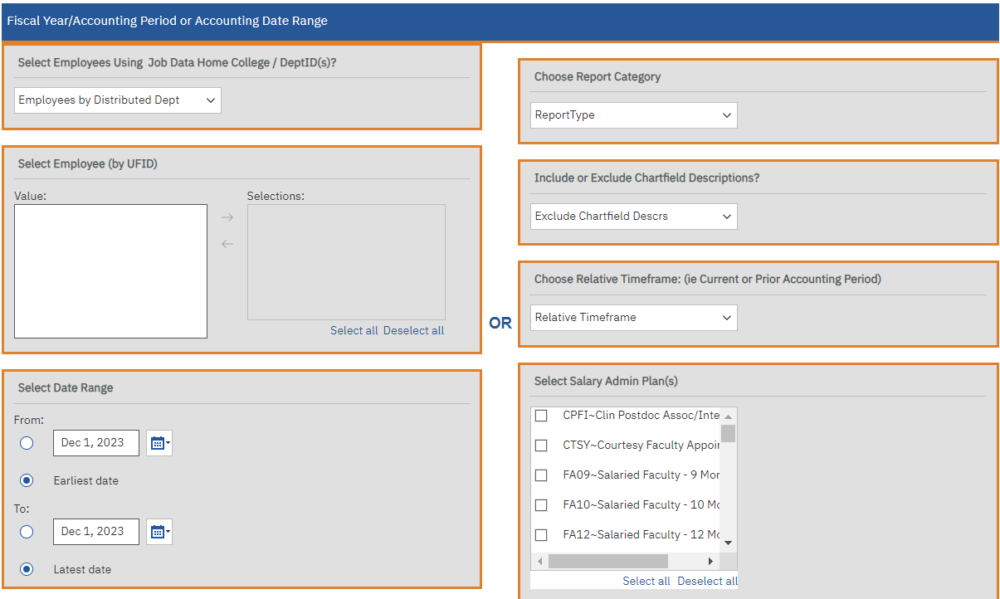 Fiscal Year/Accounting Period or Accounting Date Range
Select Employees Using Job Data Home College / DeptID(s)?
Employees by Distributed Dept
Select Employee (by UFID)
Value:
Selections:
Select all Deselect all
Select Date Range
From:
Dec 1, 2023
Earliest date
To:
Dec 1, 2023
Latest date
OR
Choose Report Category
ReportType
Include or Exclude Chartfield Descriptions?
Exclude Chartfield Descrs
Choose Relative Timeframe: (ie Current or Prior Accounting Period)
Relative Timeframe
Select Salary Admin Plan(s)
CPFI~Clin Postdoc Assoc/Inte
CTSY~Courtesy Faculty Appoi
FA09~Salaried Faculty - 9 Mo
FA10~Salaried Faculty - 10 Mo
FA12~Salaried Faculty - 12 Mo
Select all Deselect all